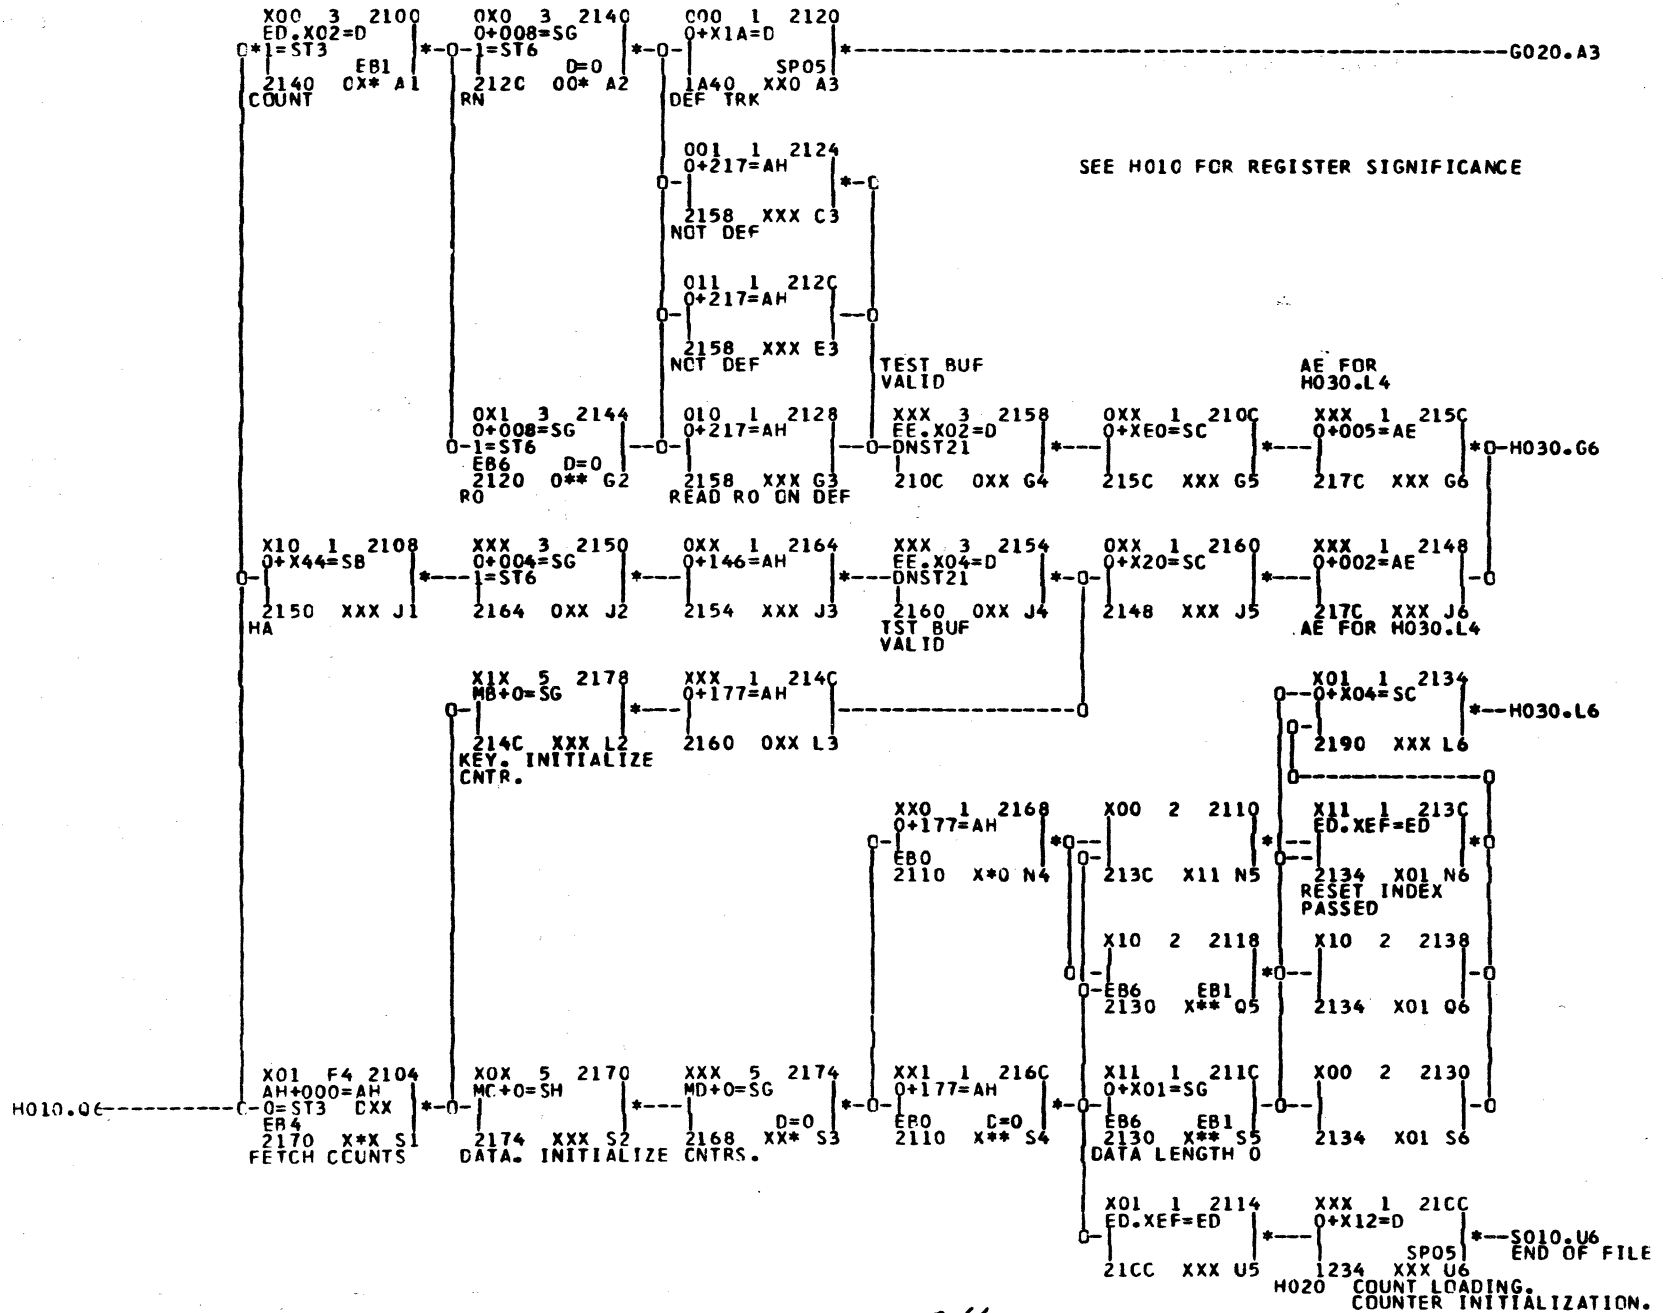 X00 3 2100 0X0 3 2140 C00 1 2120
ED.X02=D 0+008=SG 0+X1A=D
O*1=ST3 *-O-1=ST6 *-O- *---G020.A3
EB1 D=0 SP05
2140 0X* A1 212C 00* A2 1A40 XX0 A3
COUNT RN DEF TRK
001 1 2124
0+217=AH SEE H010 FOR REGISTER SIGNIFICANCE
*-C
2158 XXX C3
NOT DEF
011 1 212C
0+217=AH
2158 XXX E3
NOT DEF TEST BUF AE FOR
VALID H030.L4
0X1 3 2144 010 1 2128 XXX 3 2158 0XX 1 210C XXX 1 215C
0+008=SG 0+217=AH EE.X02=D 0+XE0=SC 0+005=AE
O-1=ST6 DNST21 *--- *--- *O-H030.G6
EB6 D=0
2120 0** G2 2158 XXX G3 210C 0XX G4 215C XXX G5 217C XXX G6
R0 READ R0 ON DEF
X10 1 2108 XXX 3 2150 0XX 1 2164 XXX 3 2154 0XX 1 2160 XXX 1 2148
0+X44=SB 0+004=SG 0+146=AH EE.X04=D 0+X20=SC 0+002=AE
*---1=ST6 *--- *---DNST21 *-O- *---
2150 XXX J1 2164 0XX J2 2154 XXX J3 2160 0XX J4 2148 XXX J5 217C XXX J6
HA TST BUF AE FOR H030.L4
VALID
X1X 5 2178 XXX 1 214C X01 1 2134
MB+0=SG 0+177=AH 0+X04=SC
*--- *--H030.L6
214C XXX L2 2160 0XX L3 2190 XXX L6
KEY. INITIALIZE
CNTR.
XX0 1 2168 X00 2 2110 X11 1 213C
0+177=AH ED.XEF=ED
*O-- *-- *O
EB0
2110 X*0 N4 213C X11 N5 2134 X01 N6
RESET INDEX
PASSED
X10 2 2118 X10 2 2138
*O--
EB6 EB1
2130 X** Q5 2134 X01 Q6
X01 F4 2104 X0X 5 2170 XXX 5 2174 XX1 1 216C X11 1 211C X00 2 2130
AH+000=AH MC+0=SH MD+0=SG 0+177=AH 0+X01=SG
H010.Q6---C-0=ST3 CXX *-O- *--- *-O- *-O-
EB4 D=0 EB0 C=0 EB6 EB1
2170 X*X S1 2174 XXX S2 2168 XX* S3 2110 X** S4 2130 X** S5 2134 X01 S6
FETCH CCUNTS DATA. INITIALIZE CNTRS. DATA LENGTH 0
X01 1 2114 XXX 1 21CC
ED.XEF=ED 0+X12=D
*--- *--S010.U6
SP05 END OF FILE
21CC XXX U5 1234 XXX U6
H020 COUNT LOADING.
COUNTER INITIALIZATION.